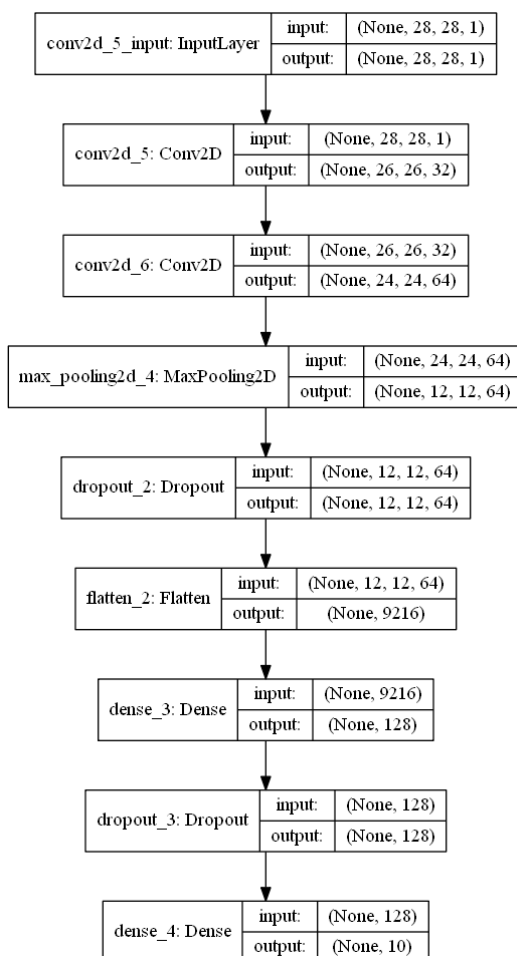 conv2d_5_input: InputLayer
input: (None, 28, 28, 1)
output: (None, 28, 28, 1)
conv2d_5: Conv2D
input: (None, 28, 28, 1)
output: (None, 26, 26, 32)
conv2d_6: Conv2D
input: (None, 26, 26, 32)
output: (None, 24, 24, 64)
max_pooling2d_4: MaxPooling2D
input: (None, 24, 24, 64)
output: (None, 12, 12, 64)
dropout_2: Dropout
input: (None, 12, 12, 64)
output: (None, 12, 12, 64)
flatten_2: Flatten
input: (None, 12, 12, 64)
output: (None, 9216)
dense_3: Dense
input: (None, 9216)
output: (None, 128)
dropout_3: Dropout
input: (None, 128)
output: (None, 128)
dense_4: Dense
input: (None, 128)
output: (None, 10)